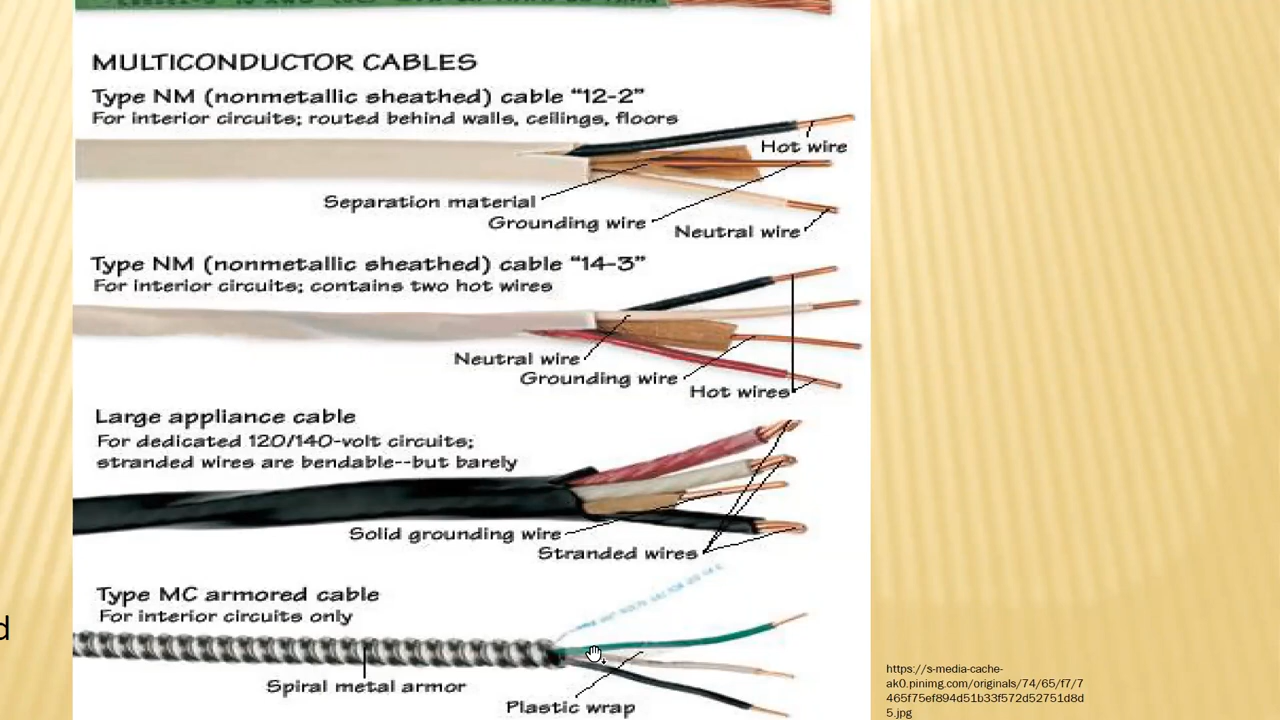 MULTICONDUCTOR CABLES
Type NM (nonmetallic sheathed) cable “12-2”
For interior circuits; routed behind walls, ceilings, floors
Hot wire
Separation material
Grounding wire
Neutral wire
Type NM (nonmetallic sheathed) cable “14-3”
For interior circuits; contains two hot wires
Neutral wire
Grounding wire
Hot wires
Large appliance cable
For dedicated 120/140-volt circuits;
stranded wires are bendable--but barely
Solid grounding wire
Stranded wires
Type MC armored cable
For interior circuits only
d
Spiral metal armor
Plastic wrap
https://s-media-cache-
ak0.pinimg.com/originals/74/65/f7/7
465f75ef894d51b33f572d52751d8d
5.jpg